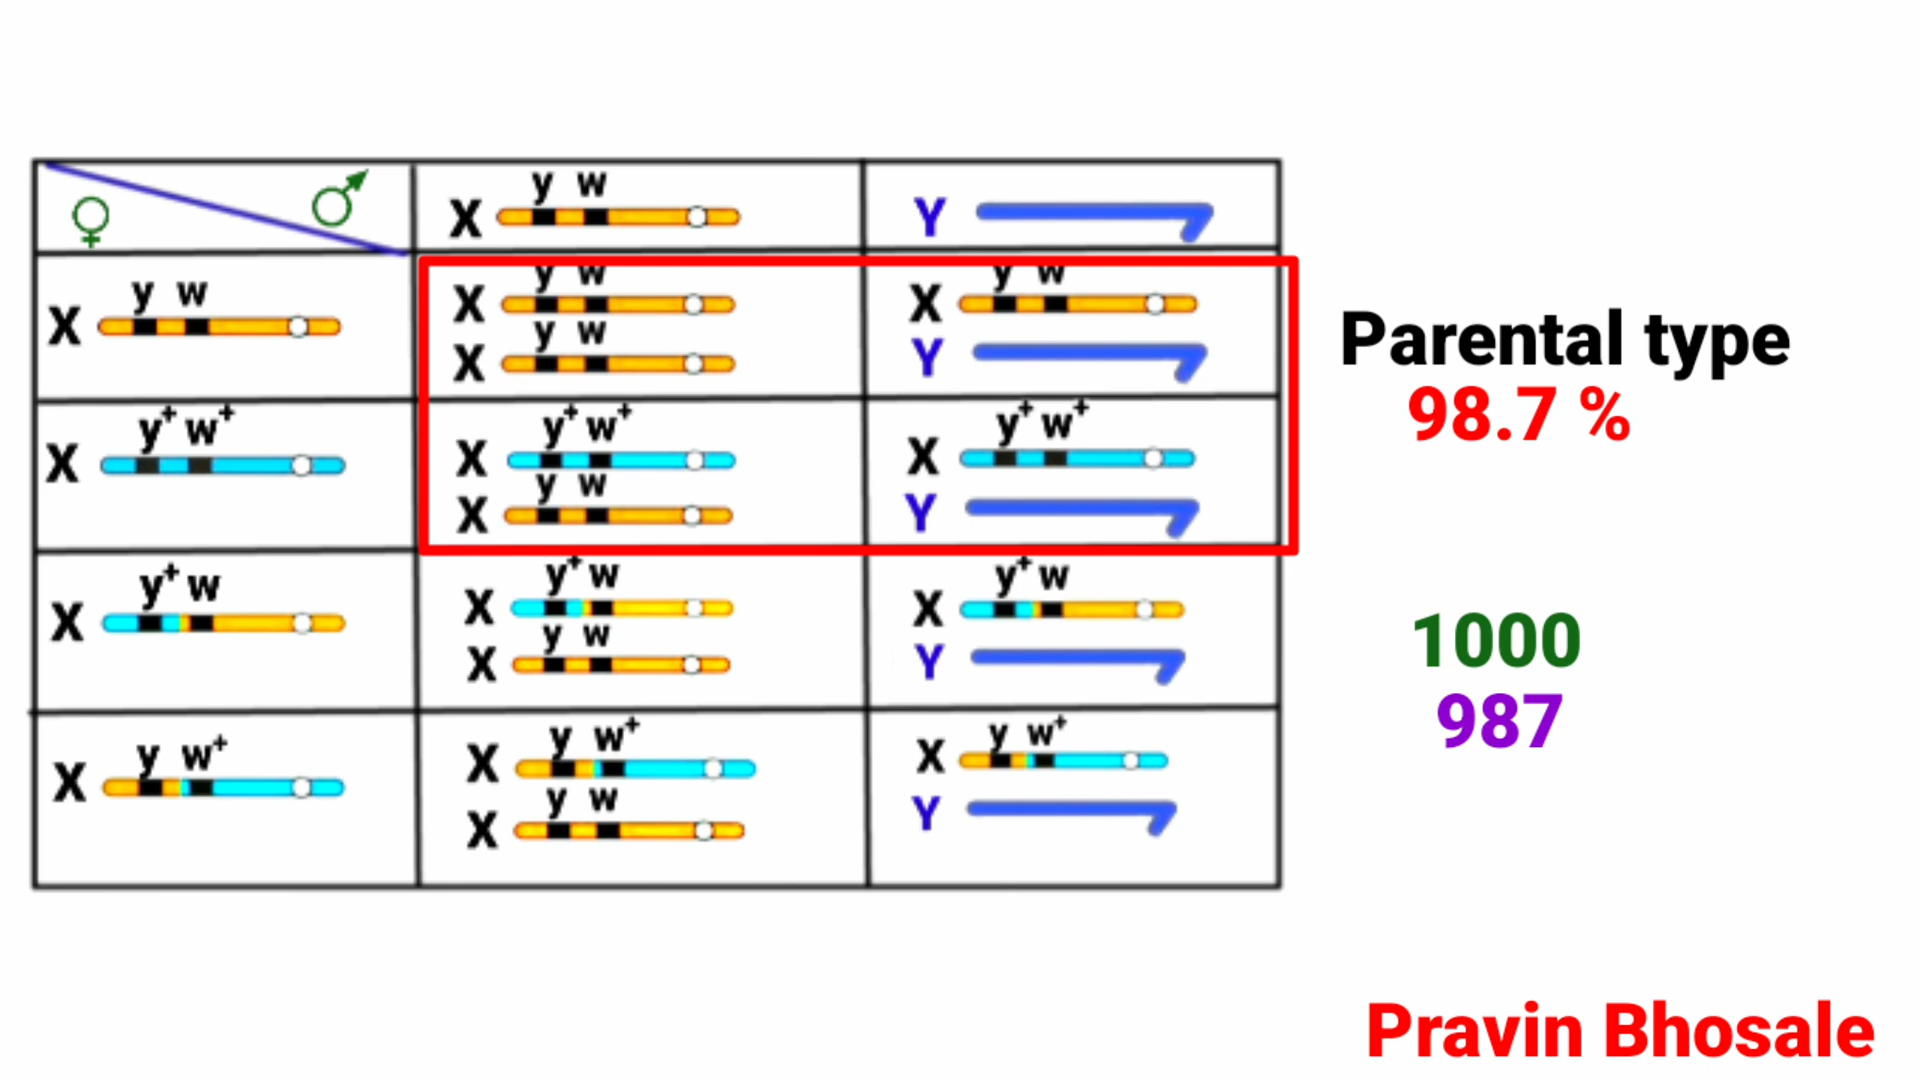 ♀ ♂
y w
X
Y
y w
X
y w
X
y w
X
y w
X
Y
y⁺ w⁺
X
y⁺ w⁺
X
y w
X
y⁺ w⁺
X
Y
y⁺ w
X
y⁺ w
X
y w
X
y⁺ w
X
Y
y w⁺
X
y w⁺
X
y w
X
y w⁺
X
Y
Parental type
98.7 %
1000
987
Pravin Bhosale